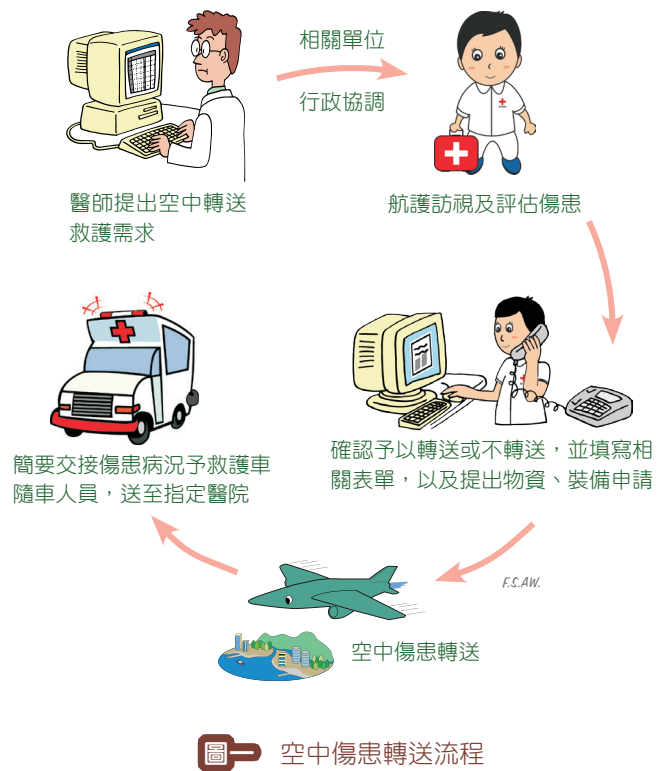 醫師提出空中轉送
救護需求
相關單位
行政協調
航護訪視及評估傷患
確認予以轉送或不轉送，並填寫相
關表單，以及提出物資、裝備申請
F.S.AW.
空中傷患轉送
簡要交接傷患病況予救護車
隨車人員，送至指定醫院
圖一 空中傷患轉送流程